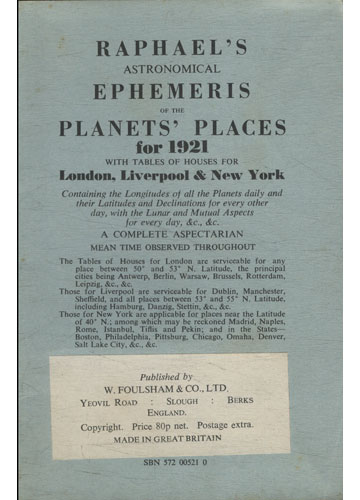 RAPHAEL'S
ASTRONOMICAL
EPHEMERIS
OF THE
PLANETS' PLACES
for 1921
WITH TABLES OF HOUSES FOR
London, Liverpool & New York
Containing the Longitudes of all the Planets daily and
their Latitudes and Declinations for every other
day, with the Lunar and Mutual Aspects
for every day, &c., &c.
A COMPLETE ASPECTARIAN
MEAN TIME OBSERVED THROUGHOUT
The Tables of Houses for London are serviceable for any
place between 50° and 53° N. Latitude, the principal
cities being Antwerp, Berlin, Warsaw, Brussels, Rotterdam,
Leipzig, &c., &c.
Those for Liverpool are serviceable for Dublin, Manchester,
Sheffield, and all places between 53° and 55° N. Latitude,
including Hamburg, Danzig, Stettin, &c., &c.
Those for New York are applicable for places near the Latitude
of 40° N.; among which may be reckoned Madrid, Naples,
Rome, Istanbul, Tiflis and Pekin; and in the States—
Boston, Philadelphia, Pittsburg, Chicago, Omaha, Denver,
Salt Lake City, &c., &c.
Published by
W. FOULSHAM & CO., LTD.
YEOVIL ROAD : SLOUGH : BERKS
ENGLAND.
Copyright. Price 80p net. Postage extra.
MADE IN GREAT BRITAIN
SBN 572 00521 0